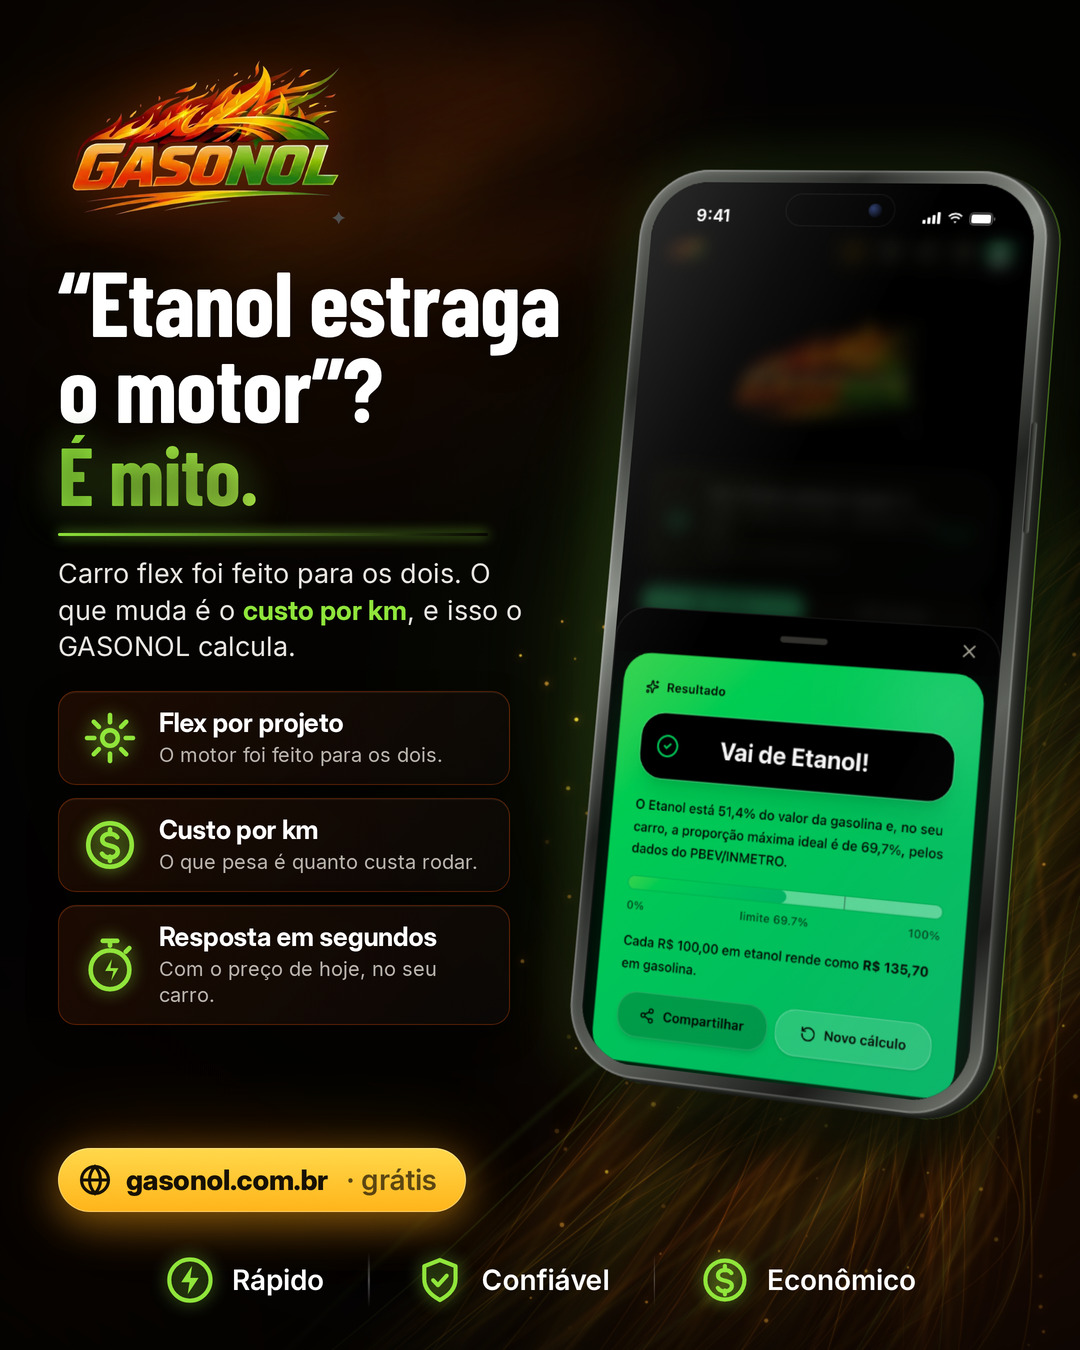 GASONOL
“Etanol estraga
o motor”?
É mito.
Carro flex foi feito para os dois. O
que muda é o custo por km, e isso o
GASONOL calcula.
Flex por projeto
O motor foi feito para os dois.
Custo por km
O que pesa é quanto custa rodar.
Resposta em segundos
Com o preço de hoje, no seu
carro.
9:41
Resultado
Vai de Etanol!
O Etanol está 51,4% do valor da gasolina e, no seu
carro, a proporção máxima ideal é de 69,7%, pelos
dados do PBEV/INMETRO.
0%
limite 69.7%
100%
Cada R$ 100,00 em etanol rende como R$ 135,70
em gasolina.
Compartilhar
Novo cálculo
gasonol.com.br · grátis
Rápido
Confiável
Econômico